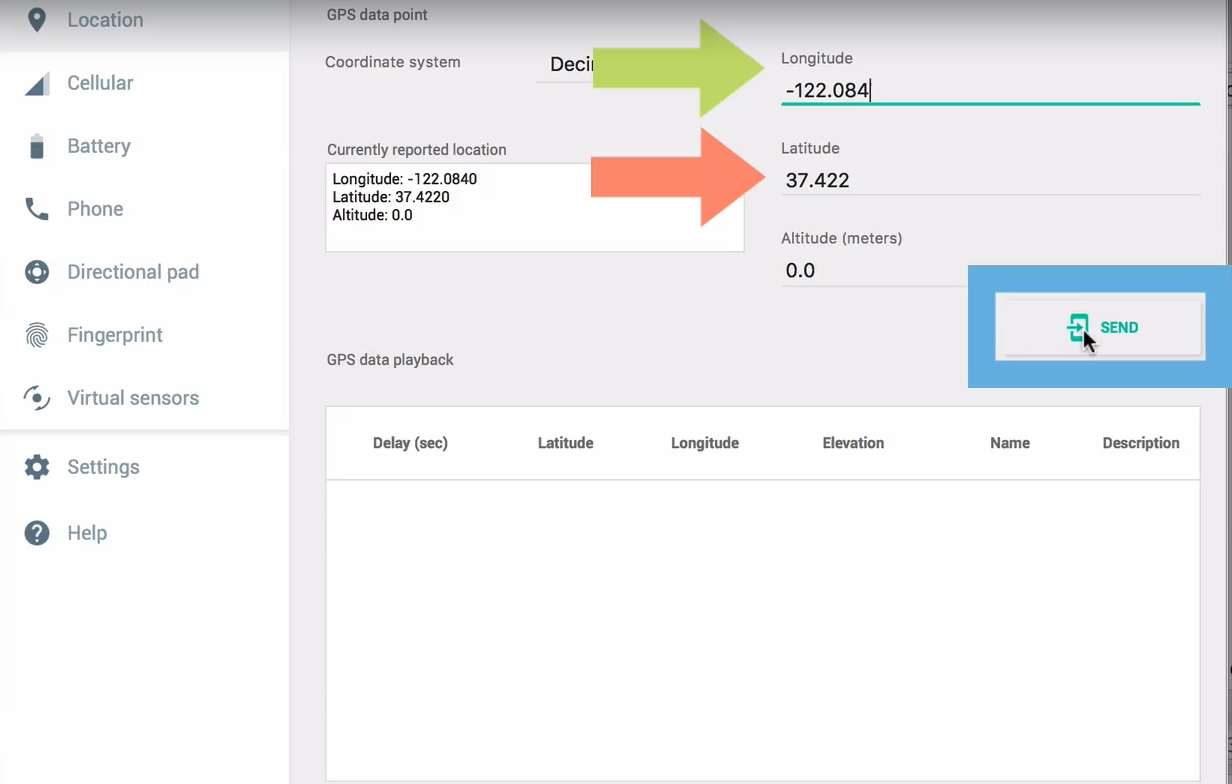 Location
Cellular
Battery
Phone
Directional pad
Fingerprint
Virtual sensors
Settings
Help
GPS data point
Coordinate system
Longitude
-122.084
Currently reported location
Longitude: -122.0840
Latitude: 37.4220
Altitude: 0.0
Latitude
37.422
Altitude (meters)
0.0
SEND
GPS data playback
Delay (sec) Latitude Longitude Elevation Name Description